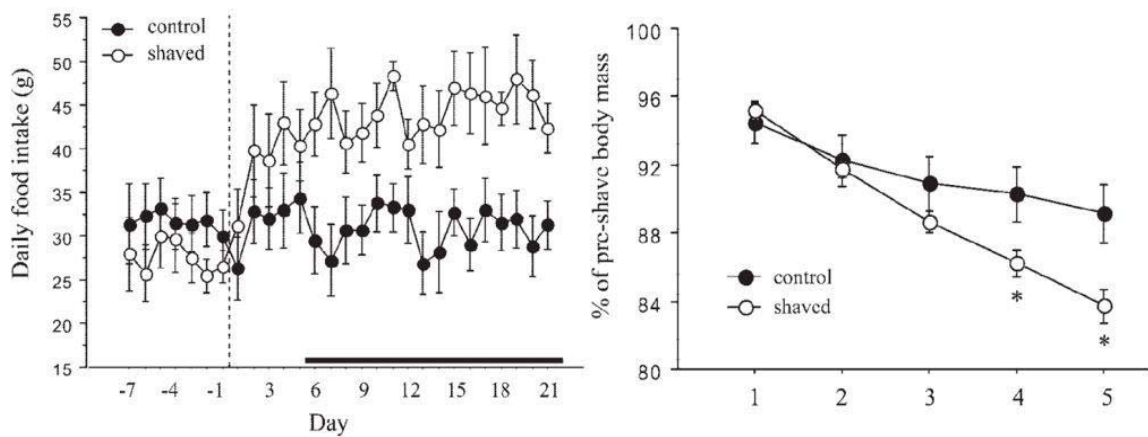 Daily food intake (g)
55
50
45
40
35
30
25
20
15
control
shaved
-7 -4 -1 3 6 9 12 15 18 21
Day
% of pre-shave body mass
100
96
92
88
84
80
control
shaved
*
*
1 2 3 4 5